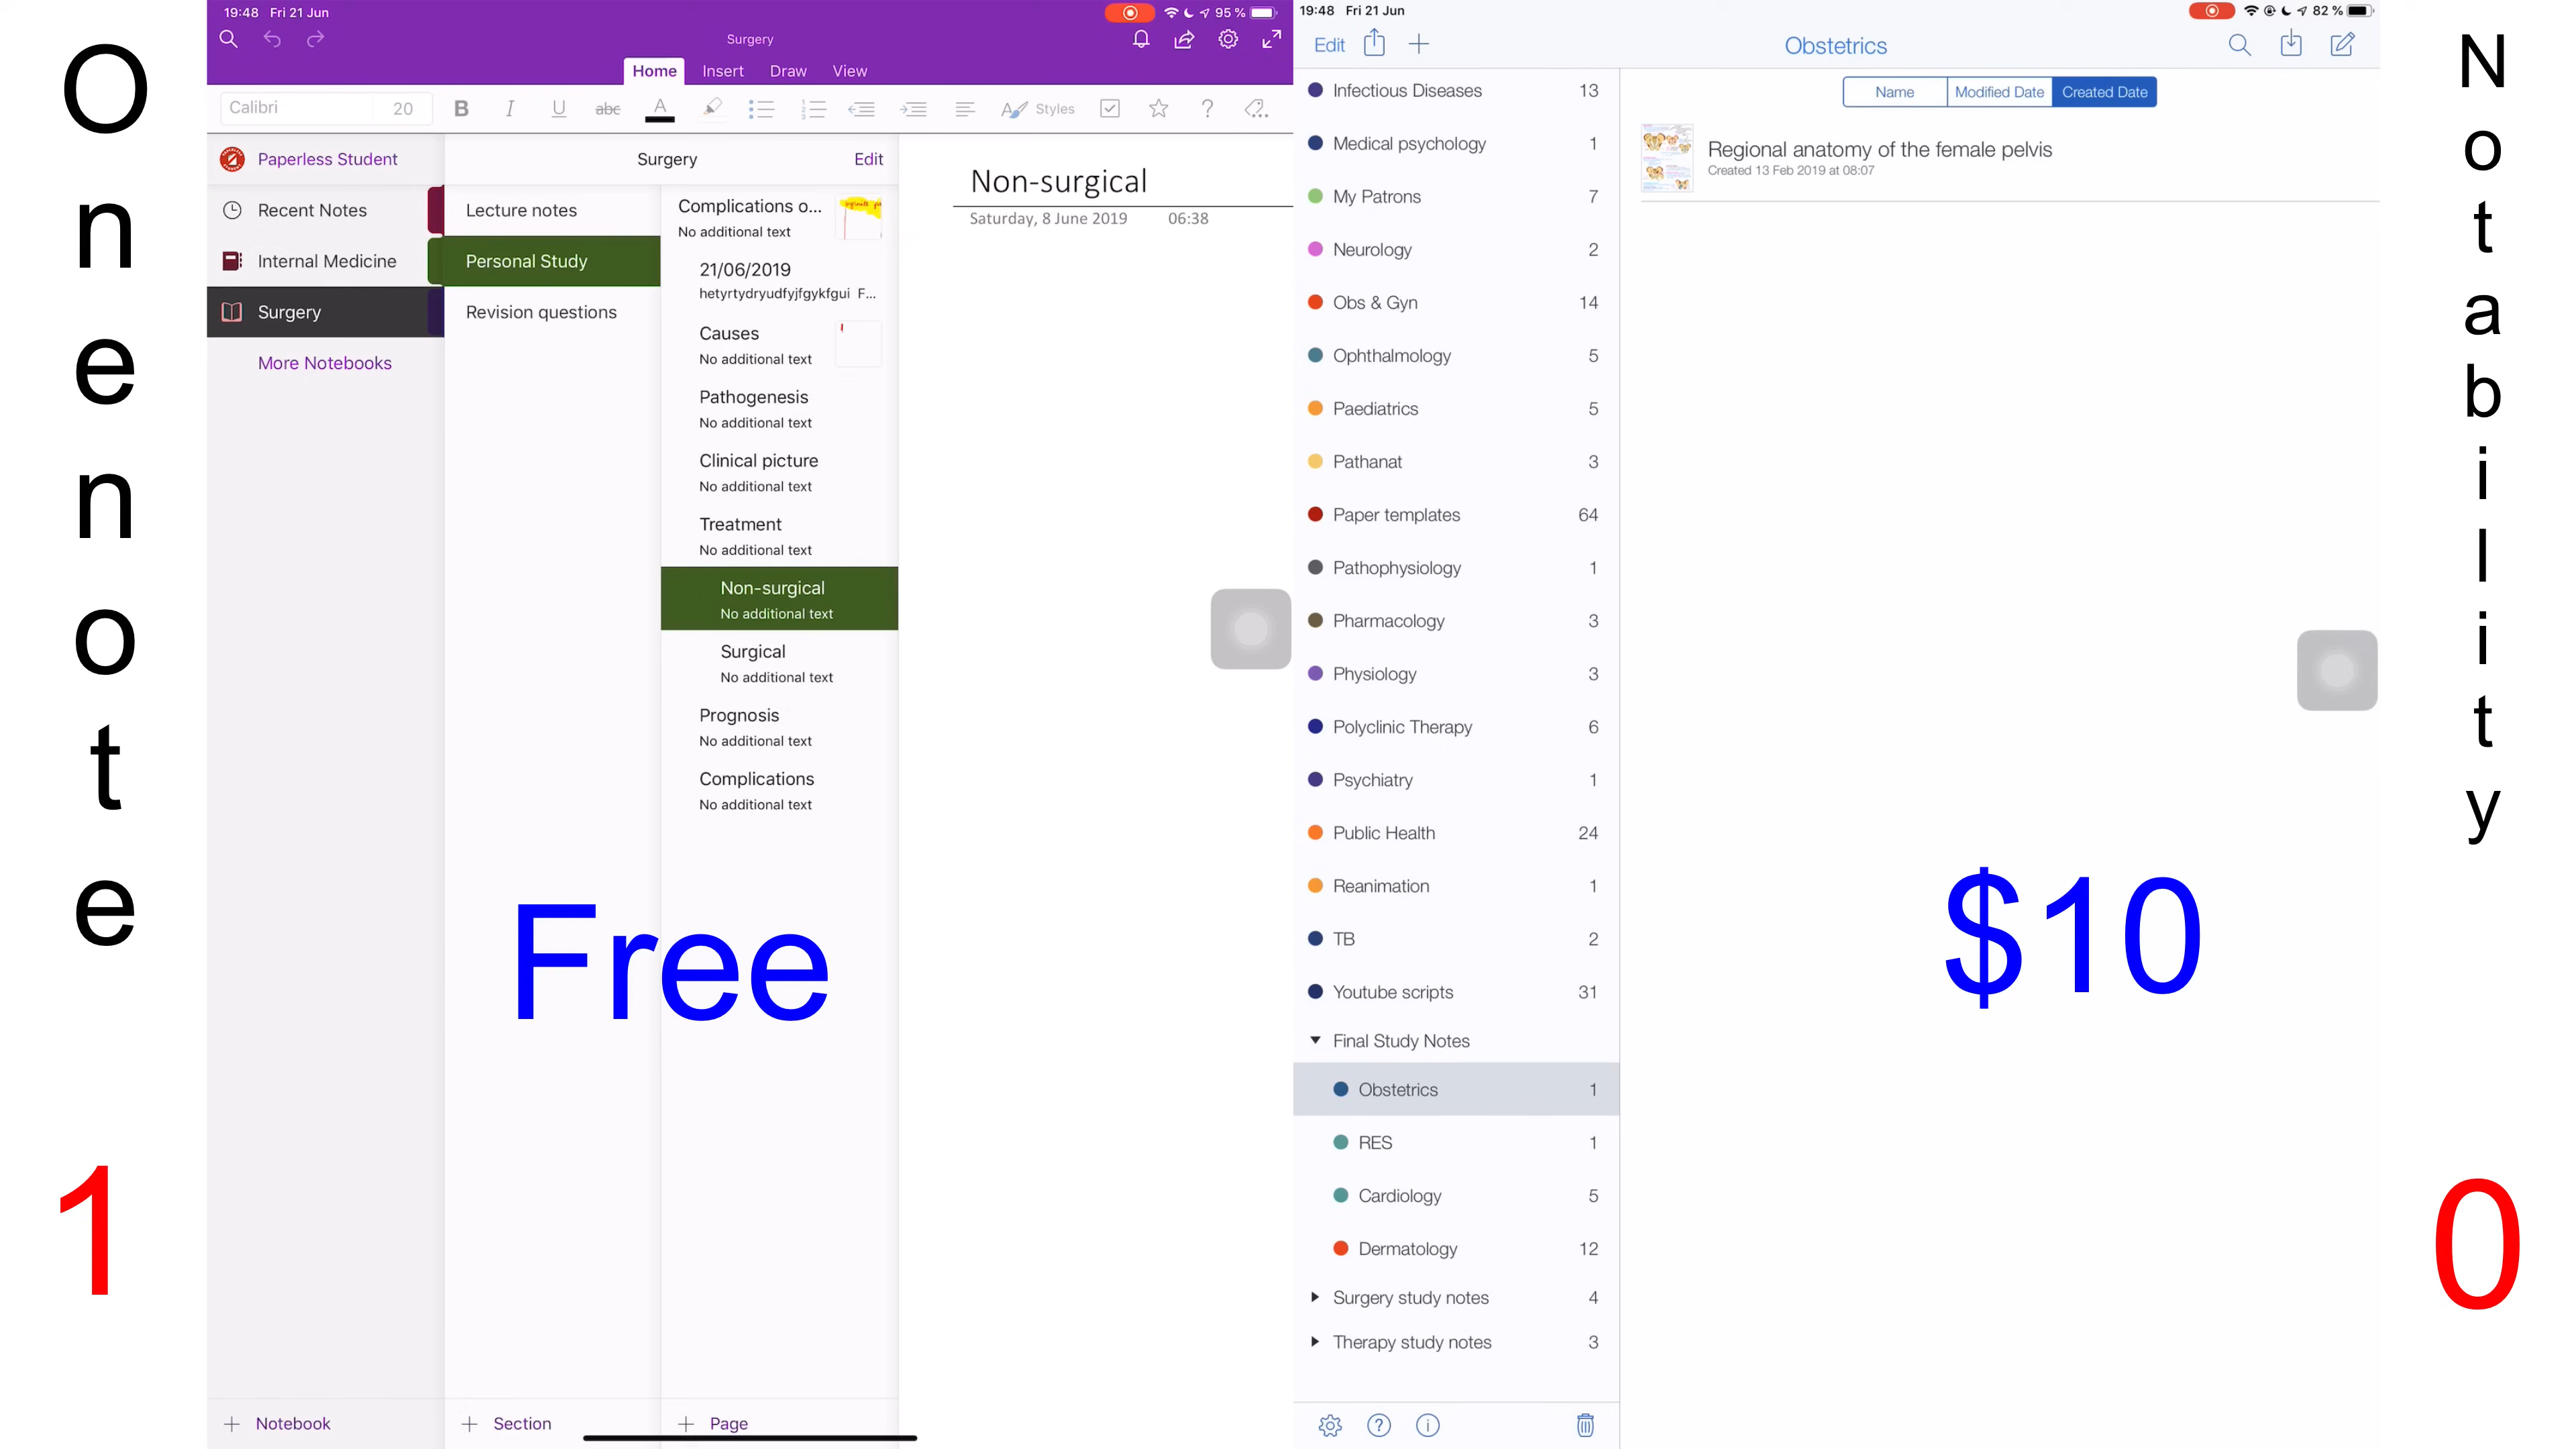 Onenote
19:48 Fri 21 Jun
95 %
Surgery
Home Insert Draw View
Calibri 20 B I U abc A Styles ?
Paperless Student
Recent Notes
Internal Medicine
Surgery
More Notebooks
Lecture notes
Personal Study
Revision questions
Surgery Edit
Complications o...
No additional text
21/06/2019
hetyrtydryudfyjfgykfgui F...
Causes
No additional text
Pathogenesis
No additional text
Clinical picture
No additional text
Treatment
No additional text
Non-surgical
No additional text
Surgical
No additional text
Prognosis
No additional text
Complications
No additional text
Non-surgical
Saturday, 8 June 2019 06:38
Free
+ Notebook
+ Section
+ Page
1
19:48 Fri 21 Jun
82 %
Edit
Obstetrics
Infectious Diseases 13
Medical psychology 1
My Patrons 7
Neurology 2
Obs & Gyn 14
Ophthalmology 5
Paediatrics 5
Pathanat 3
Paper templates 64
Pathophysiology 1
Pharmacology 3
Physiology 3
Polyclinic Therapy 6
Psychiatry 1
Public Health 24
Reanimation 1
TB 2
Youtube scripts 31
Final Study Notes
Obstetrics 1
RES 1
Cardiology 5
Dermatology 12
Surgery study notes 4
Therapy study notes 3
Name Modified Date Created Date
Regional anatomy of the female pelvis
Created 13 Feb 2019 at 08:07
$10
Notability
0